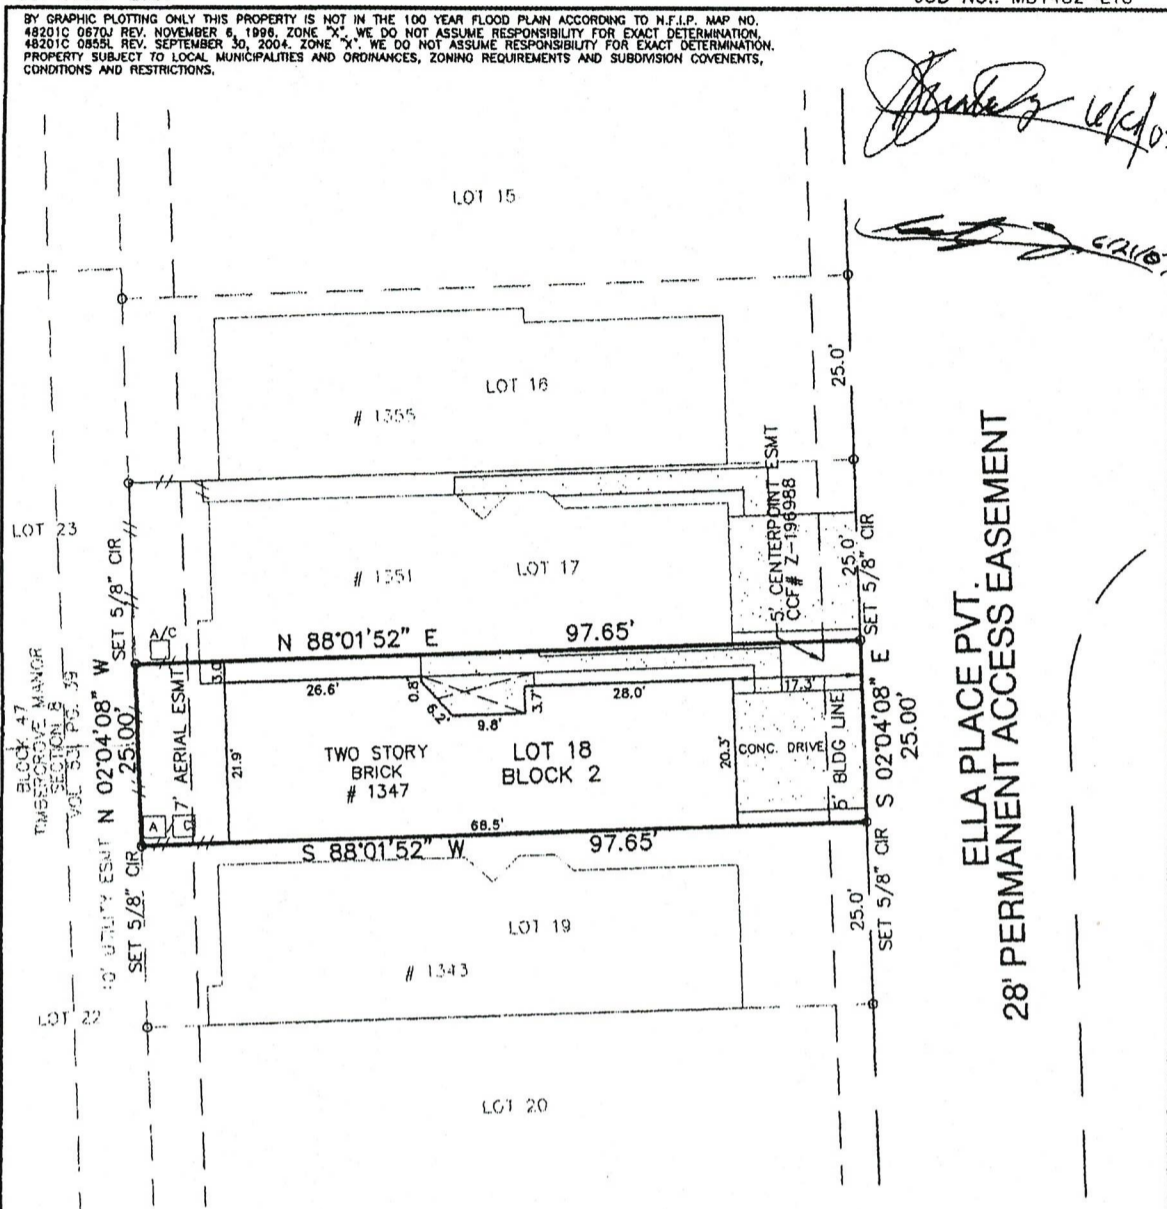 BY GRAPHIC PLOTTING ONLY THIS PROPERTY IS NOT IN THE 100 YEAR FLOOD PLAIN ACCORDING TO N.F.I.P. MAP NO.
48201C 0670J REV. NOVEMBER 6, 1996. ZONE "X". WE DO NOT ASSUME RESPONSIBILITY FOR EXACT DETERMINATION.
48201C 0855L REV. SEPTEMBER 30, 2004. ZONE "X". WE DO NOT ASSUME RESPONSIBILITY FOR EXACT DETERMINATION.
PROPERTY SUBJECT TO LOCAL MUNICIPALITIES AND ORDINANCES, ZONING REQUIREMENTS AND SUBDIVISION COVENENTS,
CONDITIONS AND RESTRICTIONS.
6/21/07
LOT 15
25.0'
LOT 16
# 1355
5' CENTERPOINT ESMT
CCF# Z-196988
LOT 23
SET 5/8" CIR
# 1351
LOT 17
25.0'
SET 5/8" CIR
A/C
N 88°01'52" E
97.65'
3.0'
26.6'
0.8'
6.2'
9.8'
3.7'
28.0'
17.3'
BLOCK 47
TIMBERGROVE MANOR
SECTION 8
VOL 53, PG. 39
N 02°04'08" W
25.00'
7' AERIAL ESMT
21.9'
TWO STORY
BRICK
# 1347
LOT 18
BLOCK 2
20.3'
CONC. DRIVE
5' BLDG LINE
S 02°04'08" E
25.00'
A
C
68.5'
S 88°01'52" W
97.65'
10' UTILITY ESMT
SET 5/8" CIR
25.0'
SET 5/8" CIR
LOT 19
# 1343
LOT 22
LOT 20
ELLA PLACE PVT.
28' PERMANENT ACCESS EASEMENT